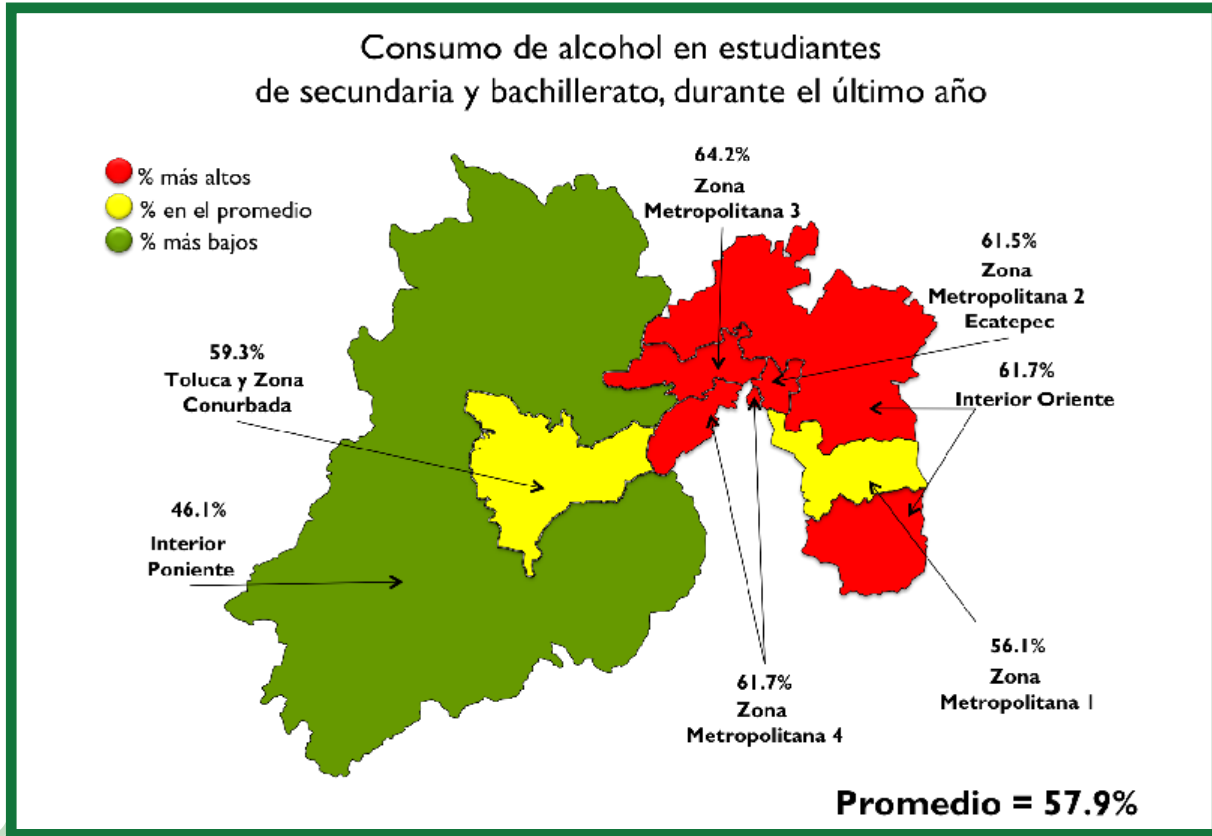 Consumo de alcohol en estudiantes
de secundaria y bachillerato, durante el último año
% más altos
% en el promedio
% más bajos
64.2%
Zona
Metropolitana 3
61.5%
Zona
Metropolitana 2
Ecatepec
61.7%
Interior Oriente
59.3%
Toluca y Zona
Conurbada
46.1%
Interior
Poniente
61.7%
Zona
Metropolitana 4
56.1%
Zona
Metropolitana 1
Promedio = 57.9%